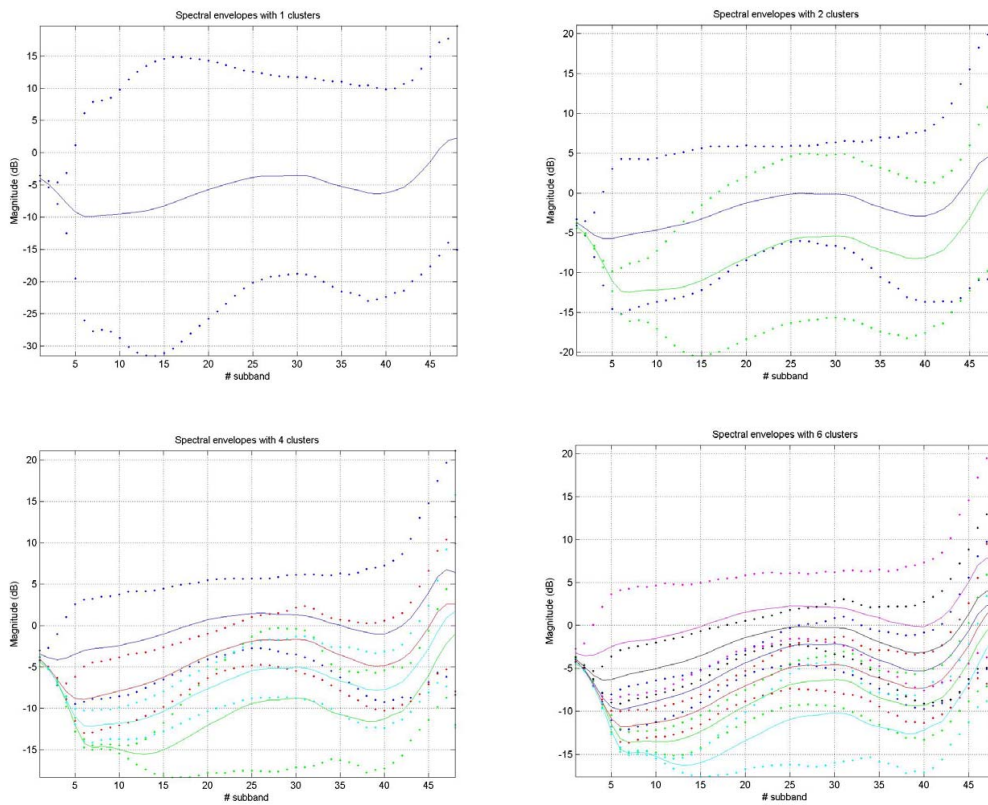 Spectral envelopes with 1 clusters
15
10
5
0
-5
-10
-15
-20
-25
-30
Magnitude (dB)
5 10 15 20 25 30 35 40 45
# subband
Spectral envelopes with 2 clusters
20
15
10
5
0
-5
-10
-15
-20
Magnitude (dB)
5 10 15 20 25 30 35 40 45
# subband
Spectral envelopes with 4 clusters
20
15
10
5
0
-5
-10
-15
Magnitude (dB)
5 10 15 20 25 30 35 40 45
# subband
Spectral envelopes with 6 clusters
20
15
10
5
0
-5
-10
-15
Magnitude (dB)
5 10 15 20 25 30 35 40 45
# subband